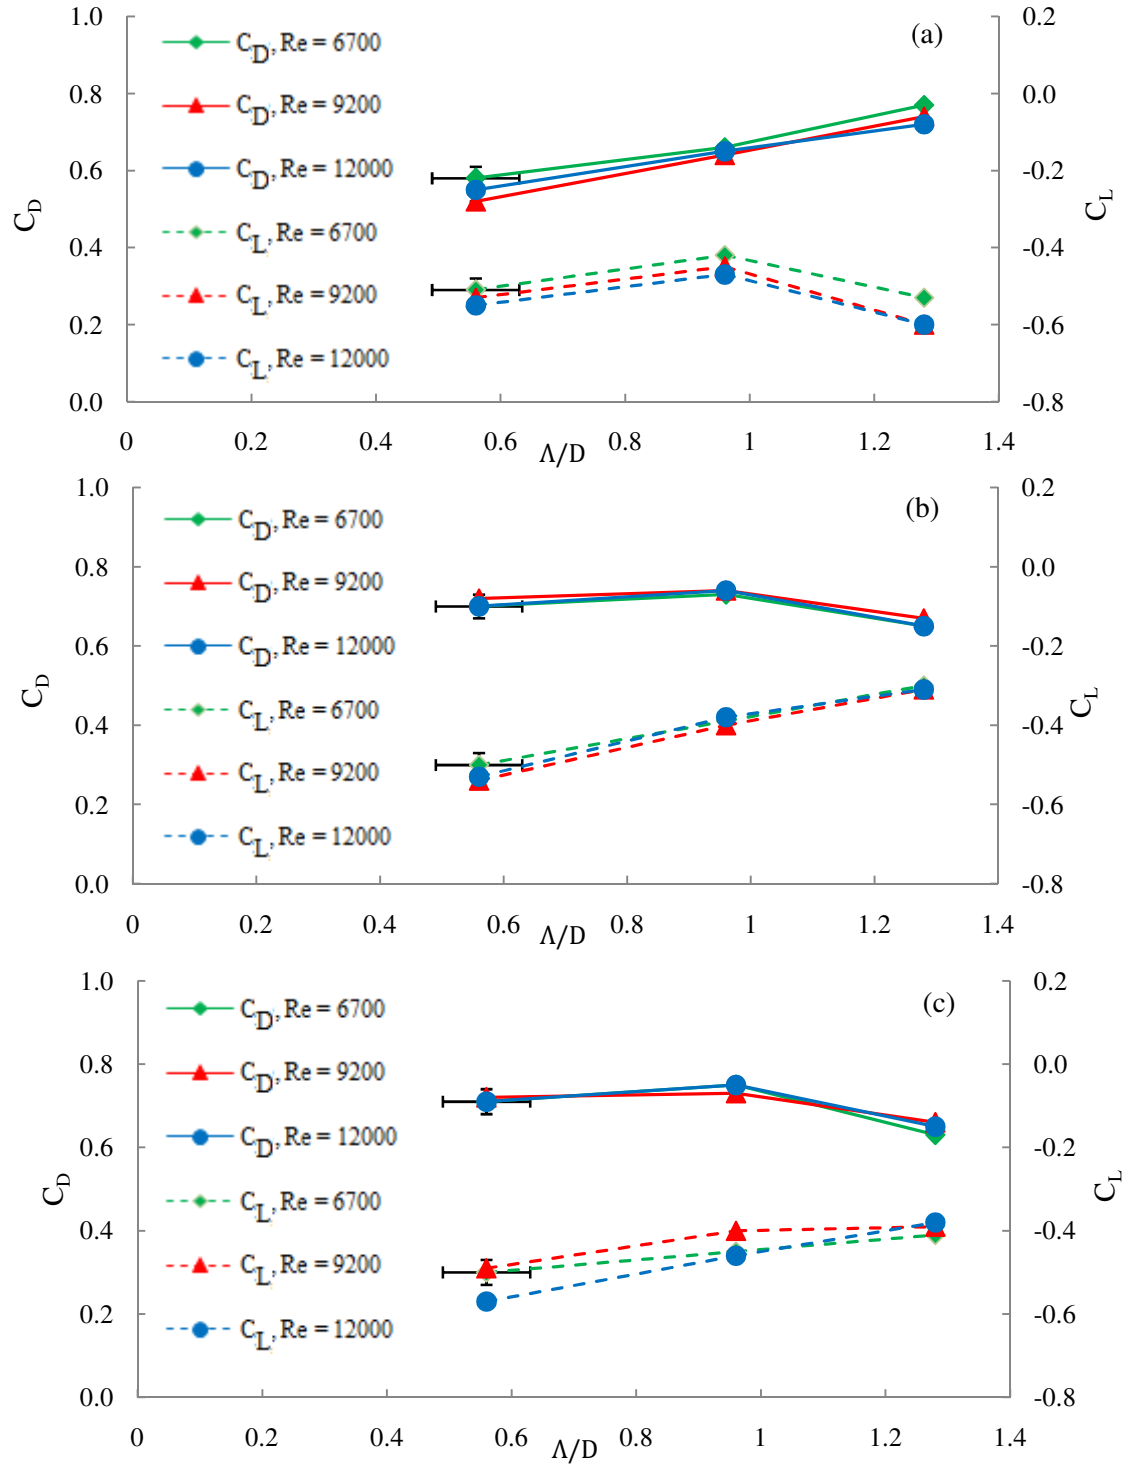 1.0 0.2
C_D, Re = 6700 (a)
0.8 0.0
C_D, Re = 9200
C_D, Re = 12000
0.6 -0.2
C_D C_L
C_L, Re = 6700
0.4 -0.4
C_L, Re = 9200
0.2 -0.6
C_L, Re = 12000
0.0 -0.8
0 0.2 0.4 0.6 0.8 1 1.2 1.4
Λ/D
1.0 0.2
C_D, Re = 6700 (b)
0.8 0.0
C_D, Re = 9200
C_D, Re = 12000
0.6 -0.2
C_D C_L
C_L, Re = 6700
0.4 -0.4
C_L, Re = 9200
0.2 -0.6
C_L, Re = 12000
0.0 -0.8
0 0.2 0.4 0.6 0.8 1 1.2 1.4
Λ/D
1.0 0.2
C_D, Re = 6700 (c)
0.8 0.0
C_D, Re = 9200
C_D, Re = 12000
0.6 -0.2
C_D C_L
C_L, Re = 6700
0.4 -0.4
C_L, Re = 9200
0.2 -0.6
C_L, Re = 12000
0.0 -0.8
0 0.2 0.4 0.6 0.8 1 1.2 1.4
Λ/D